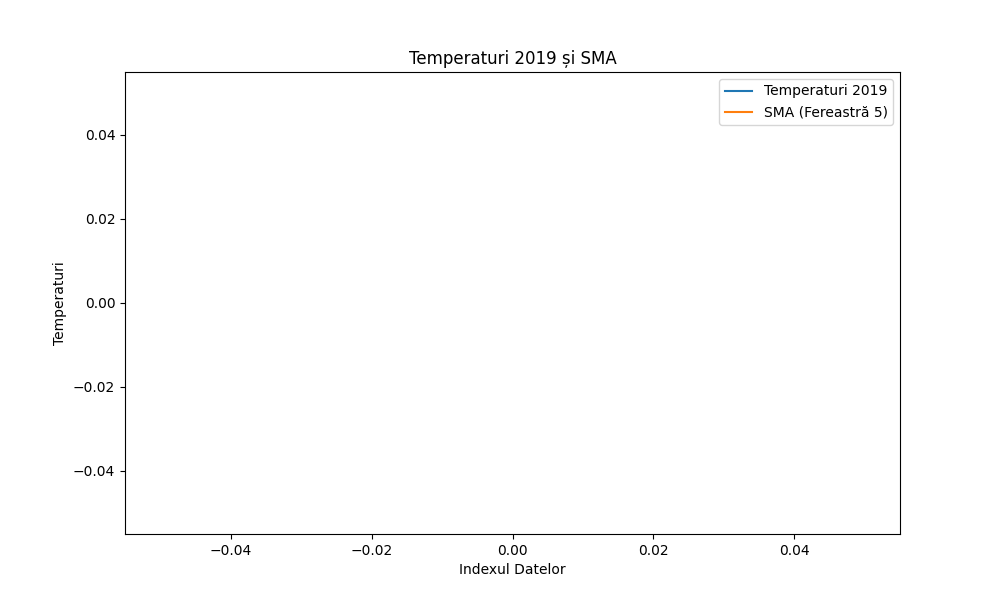 Temperaturi 2019 și SMA
Temperaturi 2019
SMA (Fereastră 5)
0.04
0.02
0.00
−0.02
−0.04
Temperaturi
−0.04
−0.02
0.00
0.02
0.04
Indexul Datelor